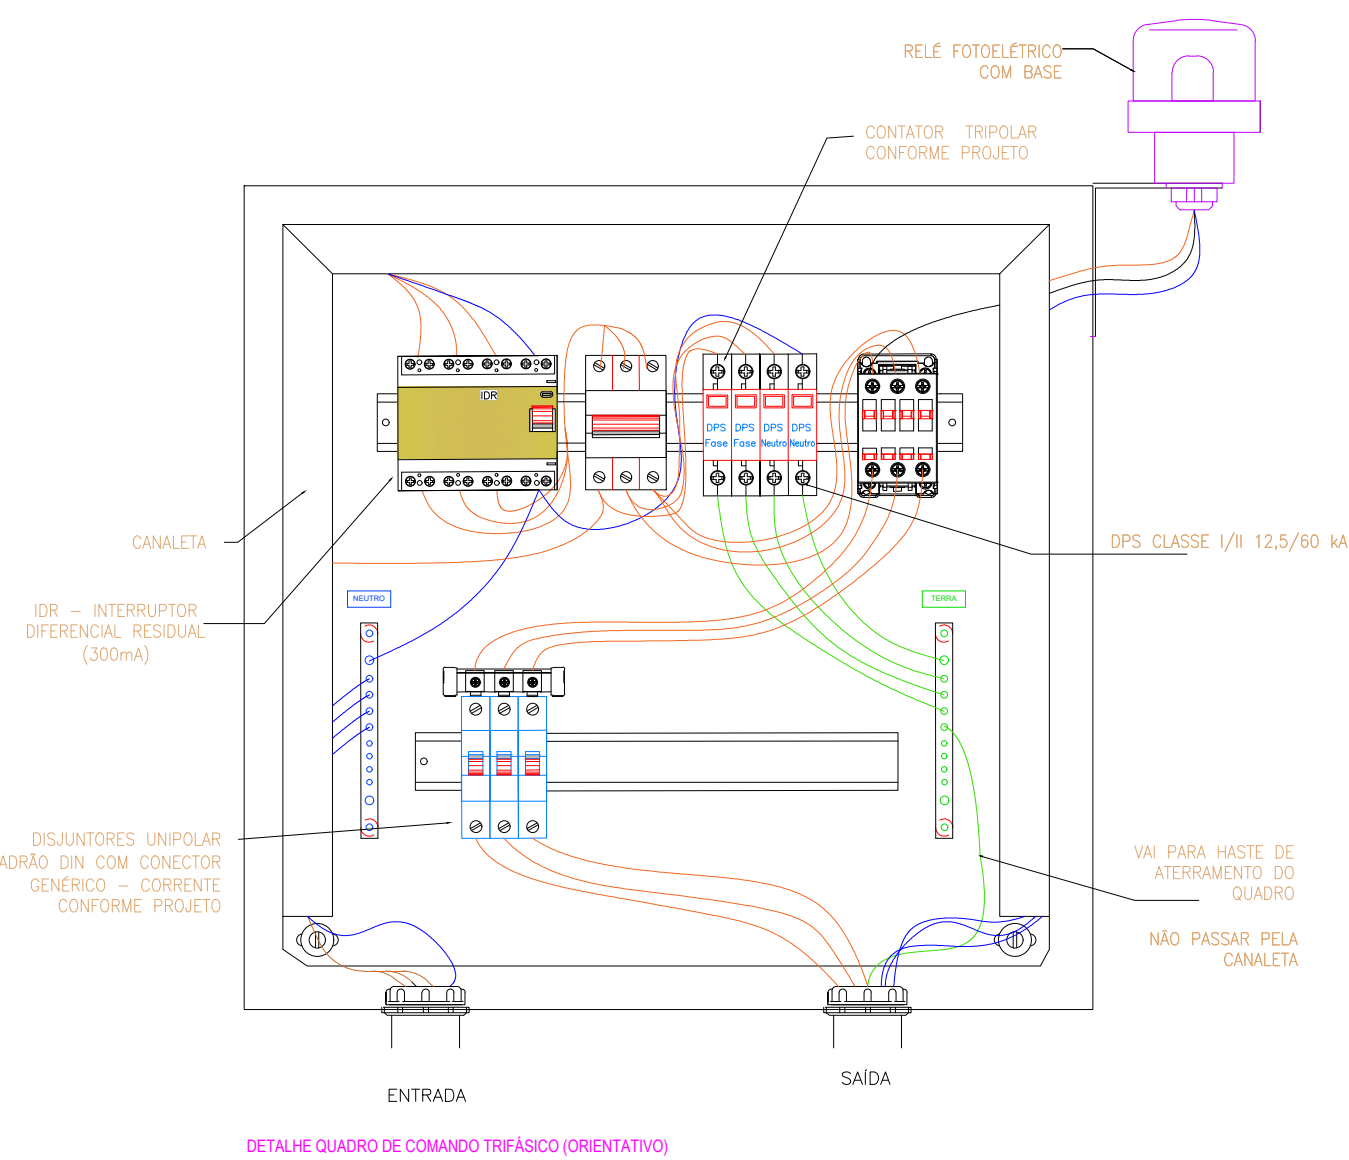 RELÉ FOTOELÉTRICO
COM BASE
CONTATOR TRIPOLAR
CONFORME PROJETO
IDR
DPS
Fase
DPS
Fase
DPS
Neutro
DPS
Neutro
CANALETA
DPS CLASSE I/II 12,5/60 kA
IDR – INTERRUPTOR
DIFERENCIAL RESIDUAL
(300mA)
NEUTRO
TERRA
DISJUNTORES UNIPOLAR
ADRÃO DIN COM CONECTOR
GENÉRICO – CORRENTE
CONFORME PROJETO
VAI PARA HASTE DE
ATERRAMENTO DO
QUADRO
NÃO PASSAR PELA
CANALETA
ENTRADA
SAÍDA
DETALHE QUADRO DE COMANDO TRIFÁSICO (ORIENTATIVO)